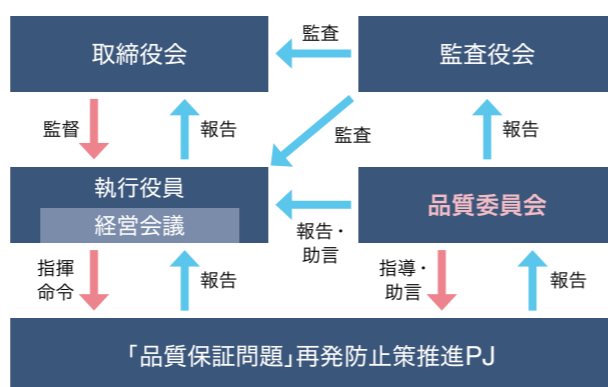 取締役会
監査
監査役会
監督
報告
監査
報告
執行役員
経営会議
報告・
助言
品質委員会
指揮
命令
報告
指導・
助言
報告
「品質保証問題」再発防止策推進PJ